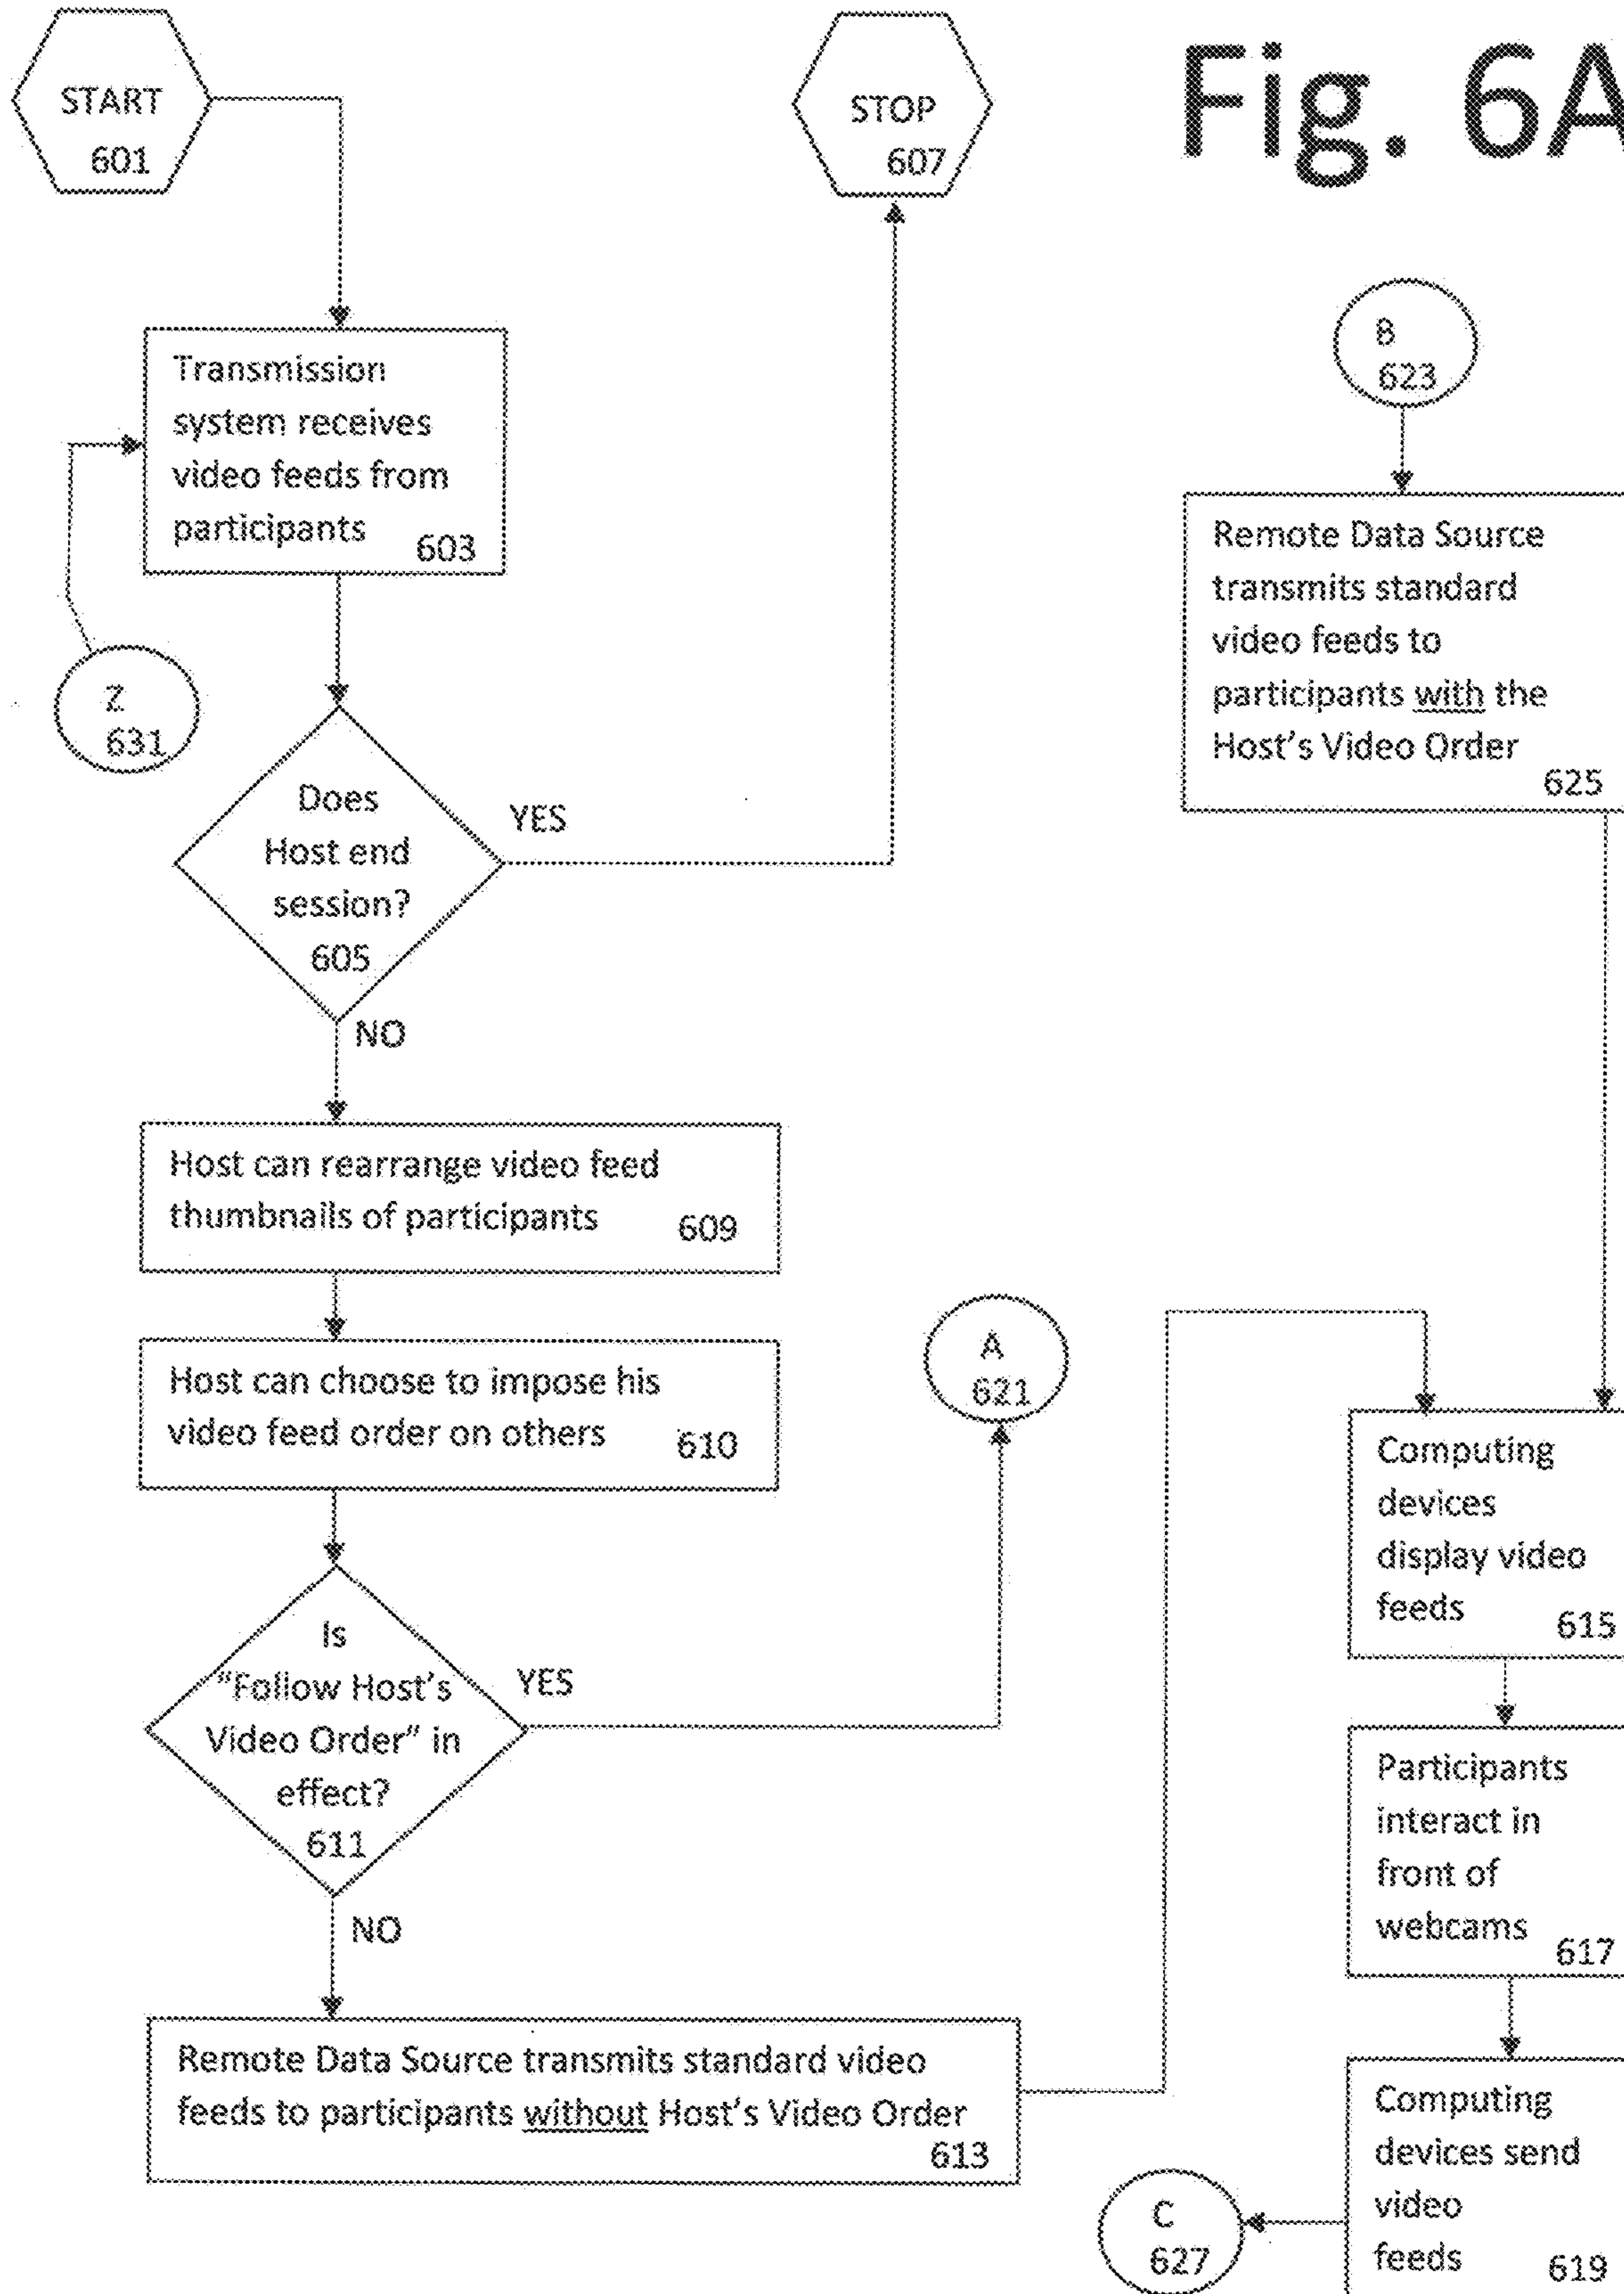 START
601
STOP
607
Fig. 6A
Transmission
system receives
video feeds from
participants
603
Z
631
Does
Host end
session?
605
YES
NO
Host can rearrange video feed
thumbnails of participants
609
Host can choose to impose his
video feed order on others
610
Is
"Follow Host's
Video Order" in
effect?
611
YES
NO
Remote Data Source transmits standard video
feeds to participants without Host's Video Order
613
A
621
B
623
Remote Data Source
transmits standard
video feeds to
participants with the
Host's Video Order
625
Computing
devices
display video
feeds
615
Participants
interact in
front of
webcams
617
Computing
devices send
video
feeds
619
C
627